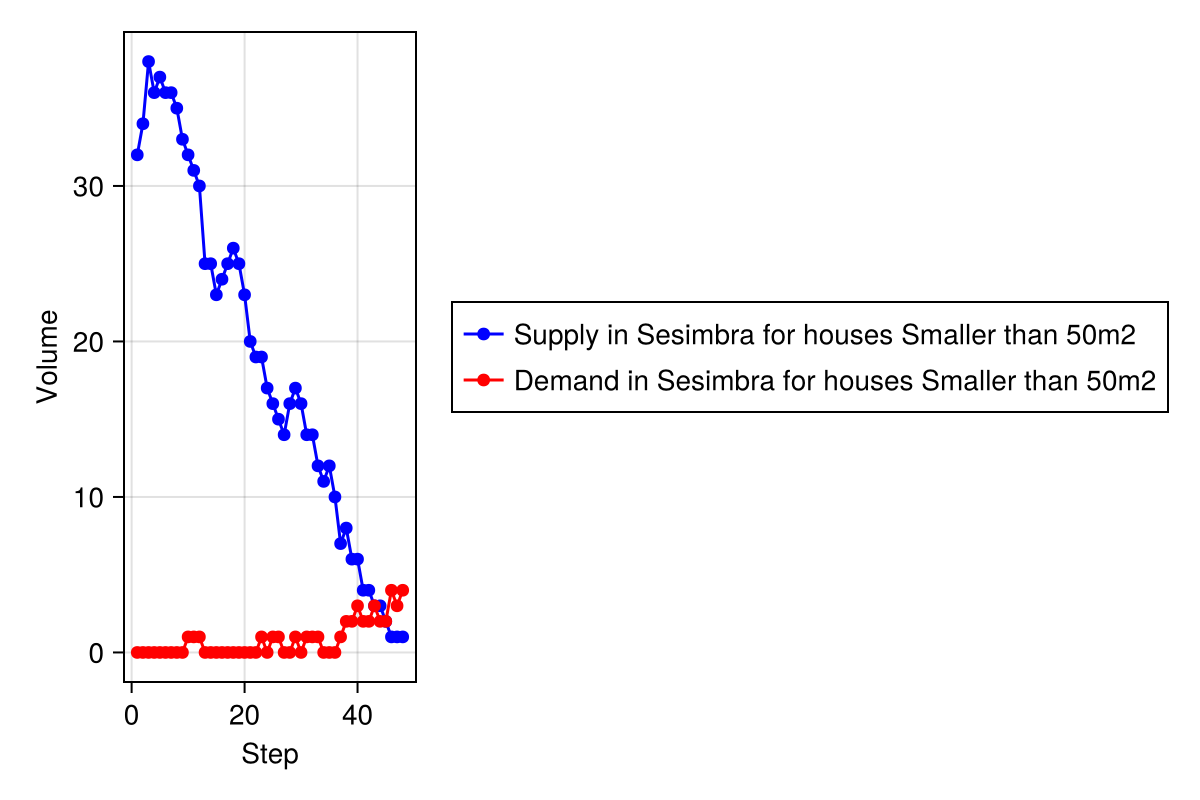 Volume
30
20
10
0
0 20 40
Step
Supply in Sesimbra for houses Smaller than 50m2
Demand in Sesimbra for houses Smaller than 50m2